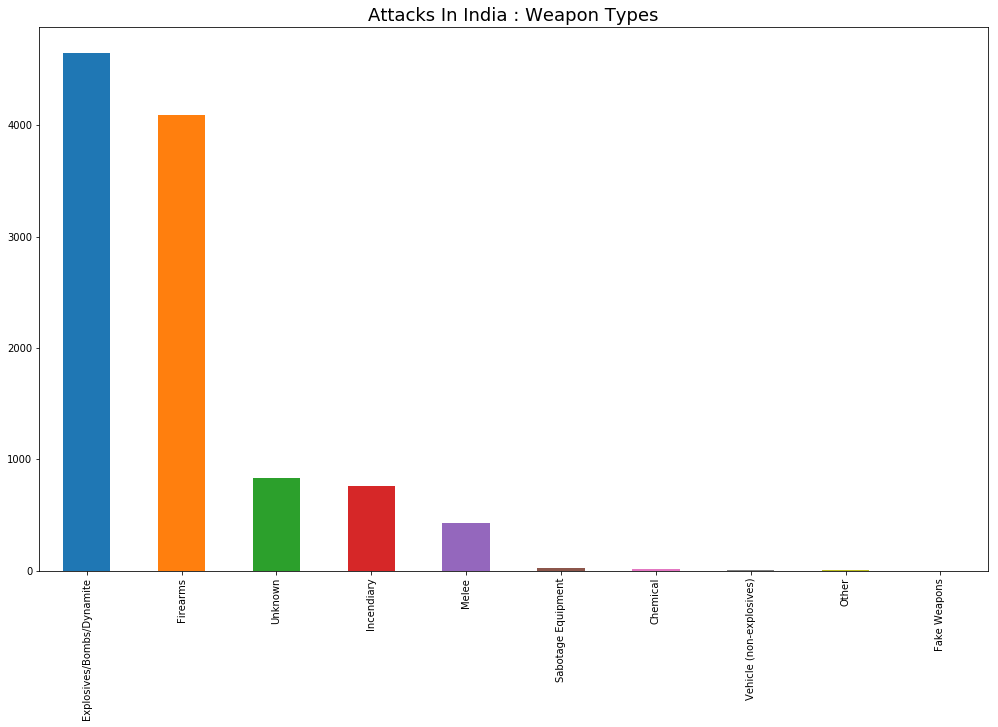 Attacks In India : Weapon Types
4000
3000
2000
1000
0
Explosives/Bombs/Dynamite
Firearms
Unknown
Incendiary
Melee
Sabotage Equipment
Chemical
Vehicle (non-explosives)
Other
Fake Weapons